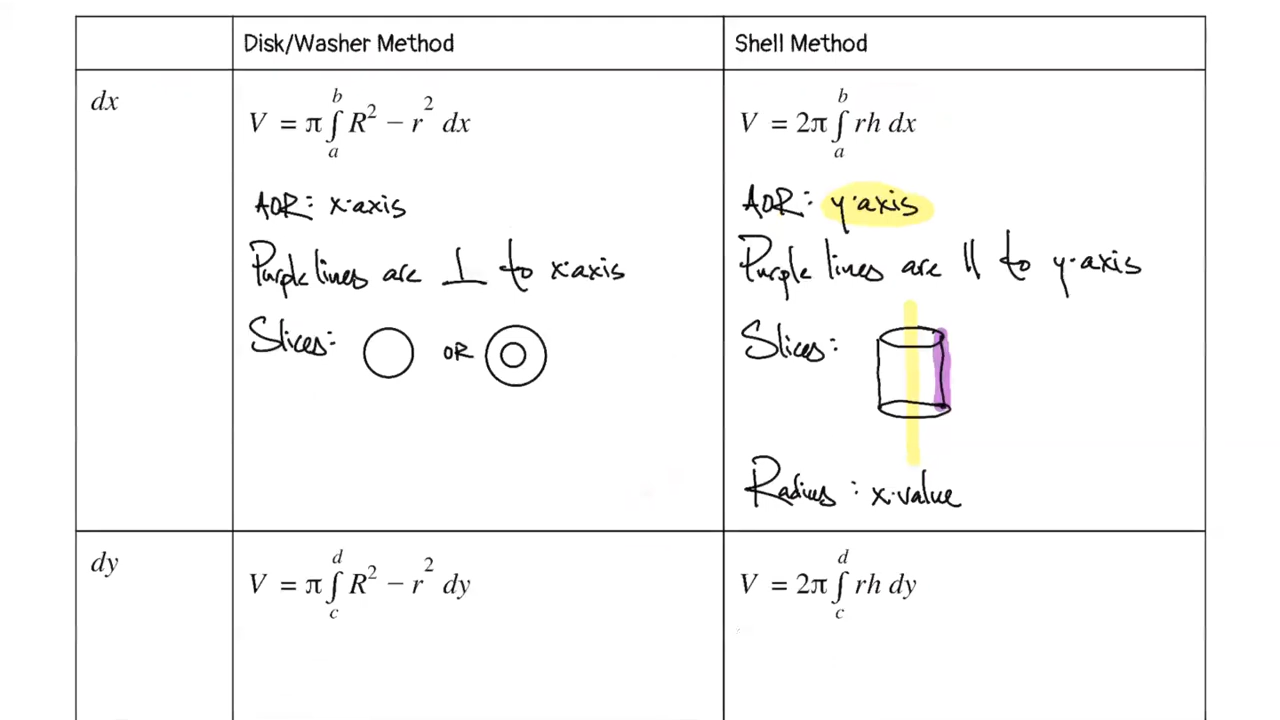 Disk/Washer Method
Shell Method
dx
V = π∫ₐᵇ R² − r² dx
AOR: x-axis
Purple lines are ⊥ to x-axis
Slices: OR
V = 2π∫ₐᵇ rh dx
AOR: y-axis
Purple lines are || to y-axis
Slices:
Radius: x-value
dy
V = π∫_c^d R² − r² dy
V = 2π∫_c^d rh dy